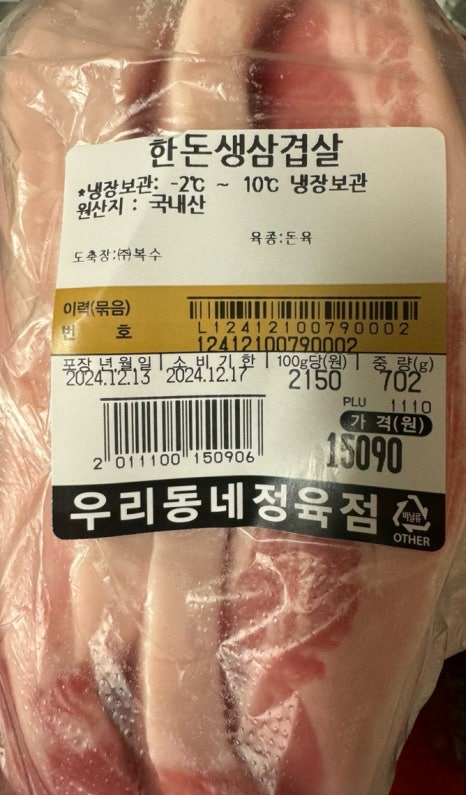 한돈생삼겹살
*냉장보관: -2℃ ~ 10℃ 냉장보관
원산지 : 국내산
육종:돈육
도축장:㈜복수
이력(묶음) 번 호
L12412100790002
12412100790002
포장 년월일 소비기한 100g당(원) 중 량(g)
2024.12.13 2024.12.17 2150 702
PLU 1110
가 격(원)
15090
2 011100 150906
우리동네정육점
비닐류
OTHER